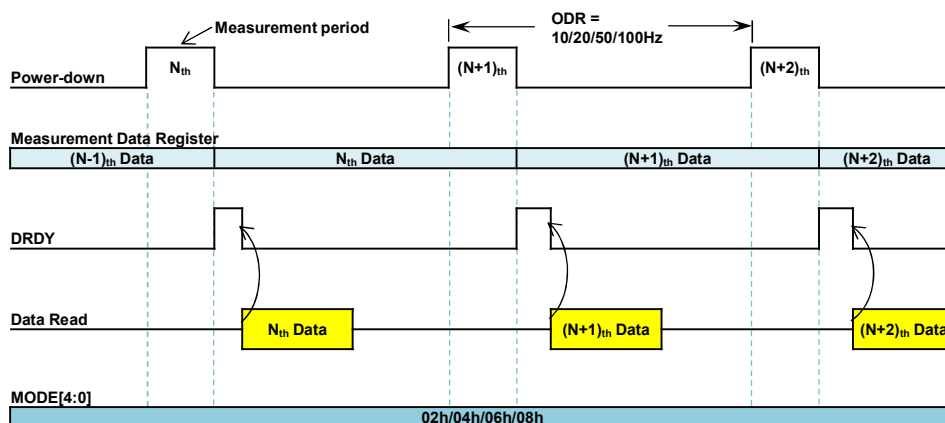 Measurement period
ODR =
10/20/50/100Hz
Power-down
Nth
(N+1)th
(N+2)th
Measurement Data Register
(N-1)th Data
Nth Data
(N+1)th Data
(N+2)th Data
DRDY
Data Read
Nth Data
(N+1)th Data
(N+2)th Data
MODE[4:0]
02h/04h/06h/08h